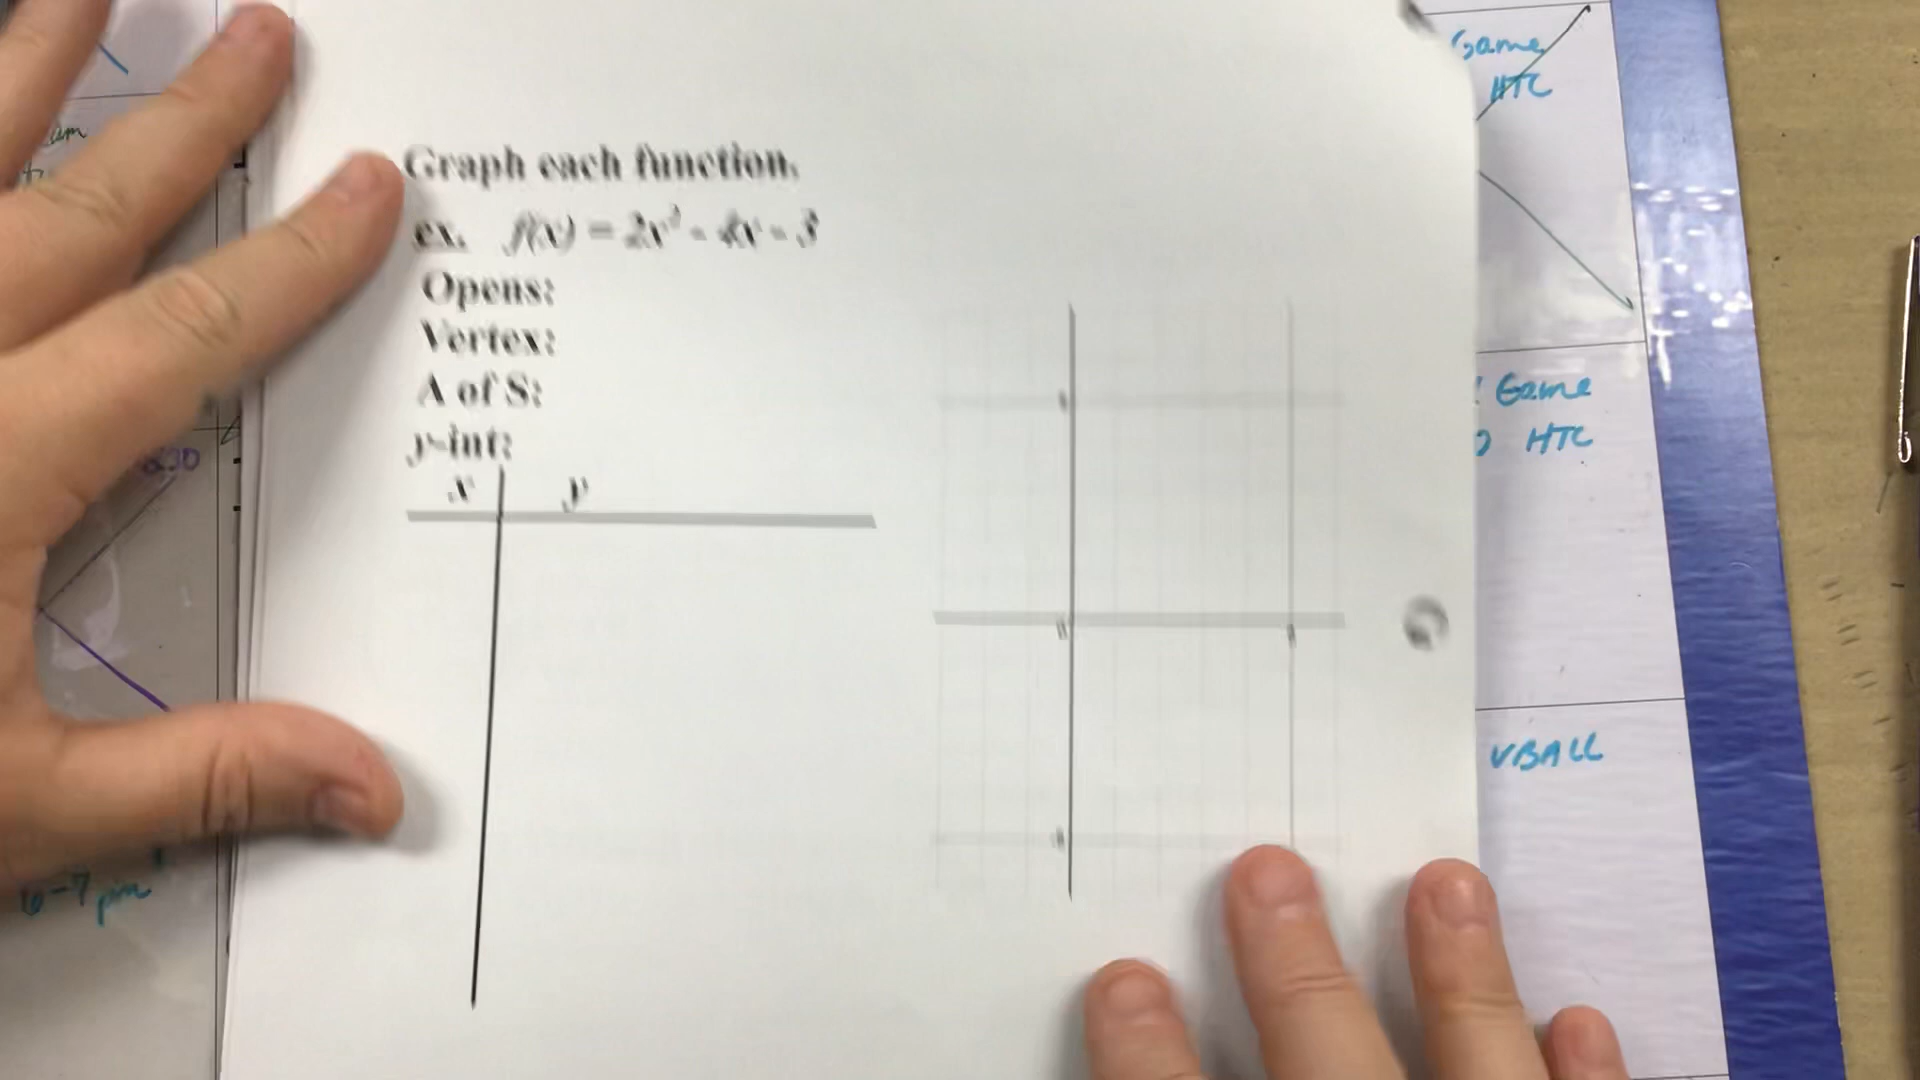 Graph each function.
ex. f(x) = 2x² - 4x - 3
Opens:
Vertex:
A of S:
y-int:
x y
Game
HTC
Game
HTC
VBALL
6-7 pm
am